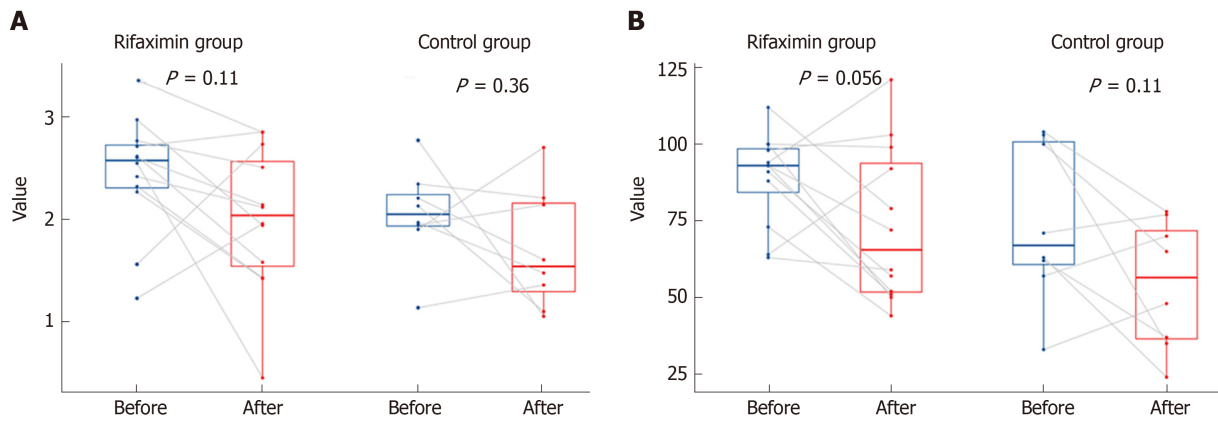 A
Rifaximin group
Control group
P = 0.11
P = 0.36
Value
3
2
1
Before
After
Before
After
B
Rifaximin group
Control group
P = 0.056
P = 0.11
Value
125
100
75
50
25
Before
After
Before
After